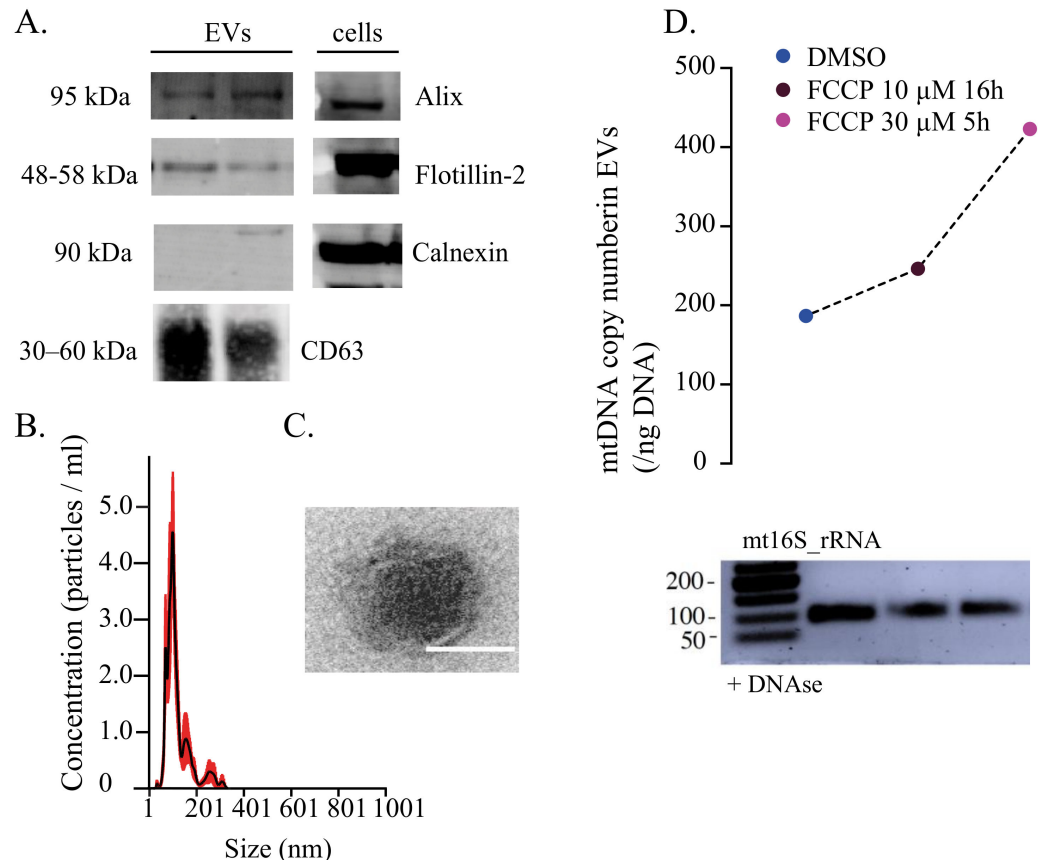 A.
EVs
cells
95 kDa
Alix
48-58 kDa
Flotillin-2
90 kDa
Calnexin
30–60 kDa
CD63
B.
Concentration (particles / ml)
5.0
4.0
3.0
2.0
1.0
0
1 201 401 601 801 1001
Size (nm)
C.
D.
DMSO
FCCP 10 µM 16h
FCCP 30 µM 5h
mtDNA copy numberin EVs
(/ng DNA)
500
400
300
200
100
0
mt16S_rRNA
200-
100-
50-
+ DNAse